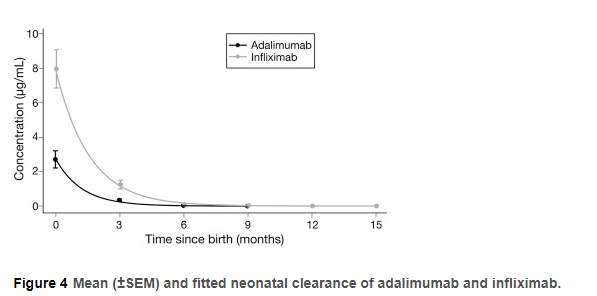 10
8
6
4
2
0
Concentration (µg/mL)
Adalimumab
Infliximab
0 3 6 9 12 15
Time since birth (months)
Figure 4 Mean (±SEM) and fitted neonatal clearance of adalimumab and infliximab.